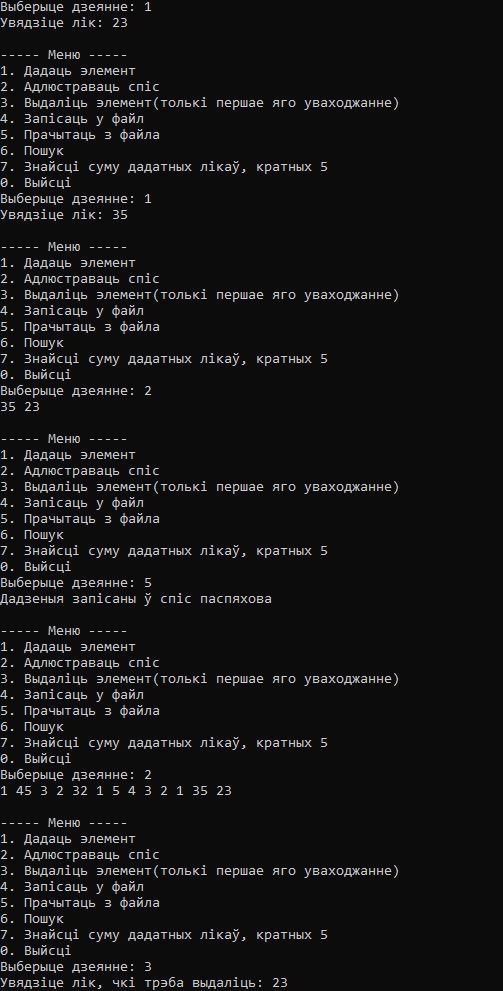 Выберыце дзеянне: 1
Увядзіце лік: 23
----- Меню -----
1. Дадаць элемент
2. Адлюстраваць спіс
3. Выдаліць элемент(толькі першае яго уваходжанне)
4. Запісаць у файл
5. Прачытаць з файла
6. Пошук
7. Знайсці суму дадатных лікаў, кратных 5
0. Выйсці
Выберыце дзеянне: 1
Увядзіце лік: 35
----- Меню -----
1. Дадаць элемент
2. Адлюстраваць спіс
3. Выдаліць элемент(толькі першае яго уваходжанне)
4. Запісаць у файл
5. Прачытаць з файла
6. Пошук
7. Знайсці суму дадатных лікаў, кратных 5
0. Выйсці
Выберыце дзеянне: 2
35 23
----- Меню -----
1. Дадаць элемент
2. Адлюстраваць спіс
3. Выдаліць элемент(толькі першае яго уваходжанне)
4. Запісаць у файл
5. Прачытаць з файла
6. Пошук
7. Знайсці суму дадатных лікаў, кратных 5
0. Выйсці
Выберыце дзеянне: 5
Дадзеныя запісаны ў спіс паспяхова
----- Меню -----
1. Дадаць элемент
2. Адлюстраваць спіс
3. Выдаліць элемент(толькі першае яго уваходжанне)
4. Запісаць у файл
5. Прачытаць з файла
6. Пошук
7. Знайсці суму дадатных лікаў, кратных 5
0. Выйсці
Выберыце дзеянне: 2
1 45 3 2 32 1 5 4 3 2 1 35 23
----- Меню -----
1. Дадаць элемент
2. Адлюстраваць спіс
3. Выдаліць элемент(толькі першае яго уваходжанне)
4. Запісаць у файл
5. Прачытаць з файла
6. Пошук
7. Знайсці суму дадатных лікаў, кратных 5
0. Выйсці
Выберыце дзеянне: 3
Увядзіце лік, чкі трэба выдаліць: 23